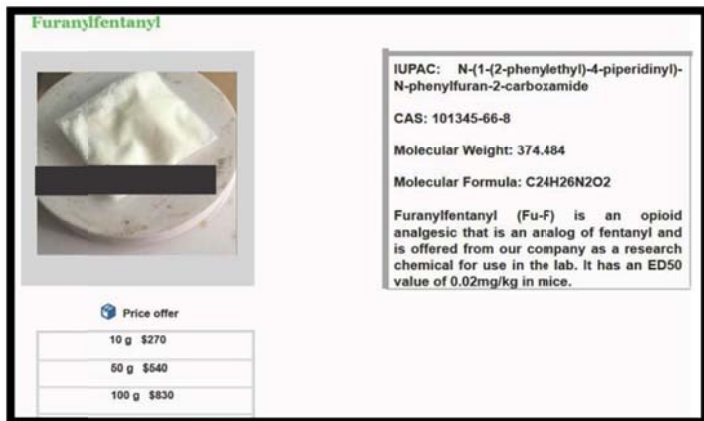 Furanylfentanyl
IUPAC: N-(1-(2-phenylethyl)-4-piperidinyl)-
N-phenylfuran-2-carboxamide
CAS: 101345-66-8
Molecular Weight: 374.484
Molecular Formula: C24H26N2O2
Furanylfentanyl (Fu-F) is an opioid
analgesic that is an analog of fentanyl and
is offered from our company as a research
chemical for use in the lab. It has an ED50
value of 0.02mg/kg in mice.
Price offer
10 g $270
50 g $540
100 g $830